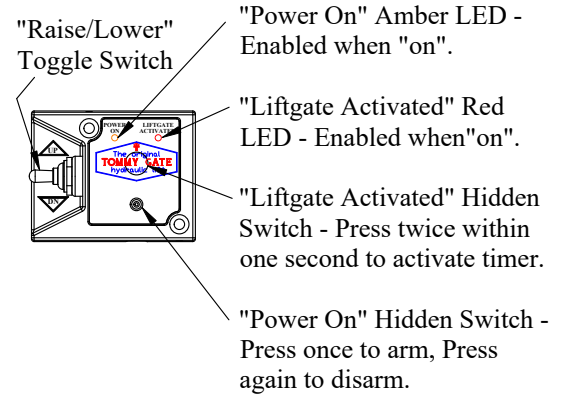 "Raise/Lower"
Toggle Switch
"Power On" Amber LED -
Enabled when "on".
"Liftgate Activated" Red
LED - Enabled when"on".
"Liftgate Activated" Hidden
Switch - Press twice within
one second to activate timer.
"Power On" Hidden Switch -
Press once to arm, Press
again to disarm.
POWER
ON
LIFTGATE
ACTIVATED
UP
DN
The original
TOMMY GATE
hydraulic lift